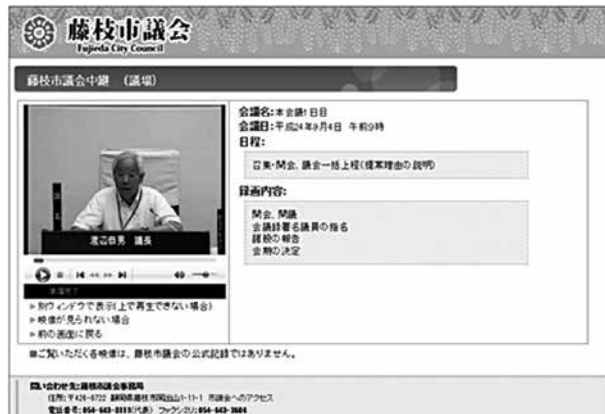 藤枝市議会
Fujieda City Council
藤枝市議会中継 (議場)
会議名:本会議1日目
会議日:平成24年9月4日 午前9時
日程:
召集・開会、議会一括上程(提案理由の説明)
録画内容:
開会、開議
会議録署名議員の指名
諸般の報告
会期の決定
渡辺恭男 議長
▶別ウィンドウで表示(上で再生できない場合)
▶映像が見られない場合
▶前の画面に戻る
■ご覧いただく各映像は、藤枝市議会の公式記録ではありません。
問い合わせ先:藤枝市議会事務局
住所:〒426-8722 静岡県藤枝市岡出山1-11-1 市議会へのアクセス
電話番号:054-643-3111(代表) ファクシミリ:054-643-3604